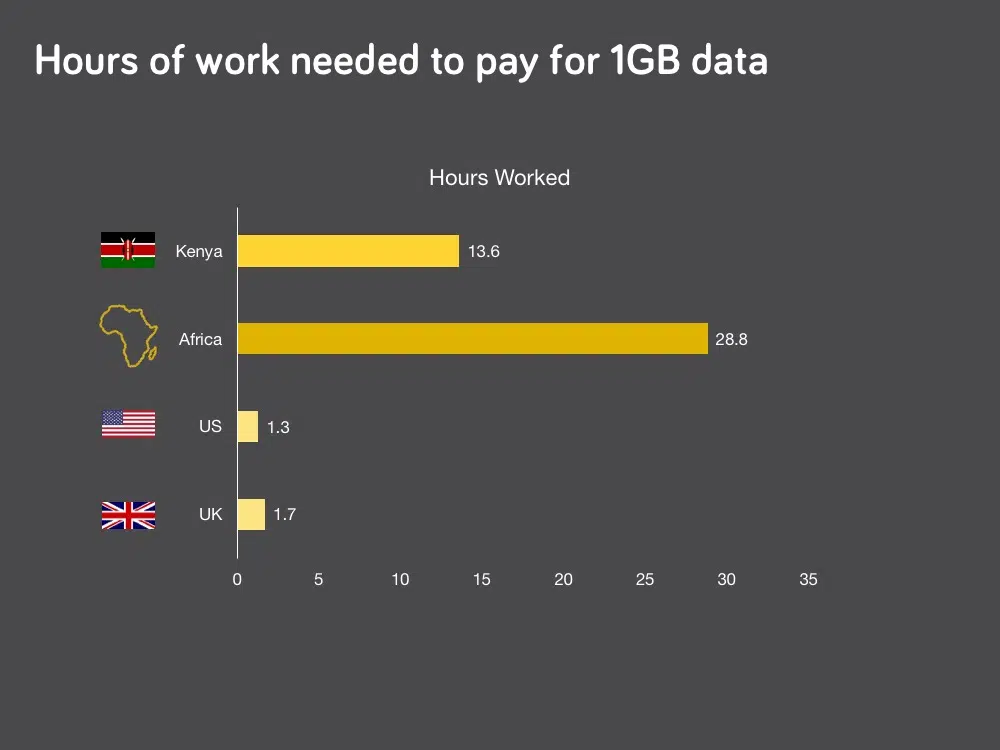 Hours of work needed to pay for 1GB data
Hours Worked
Kenya 13.6
Africa 28.8
US 1.3
UK 1.7
0 5 10 15 20 25 30 35